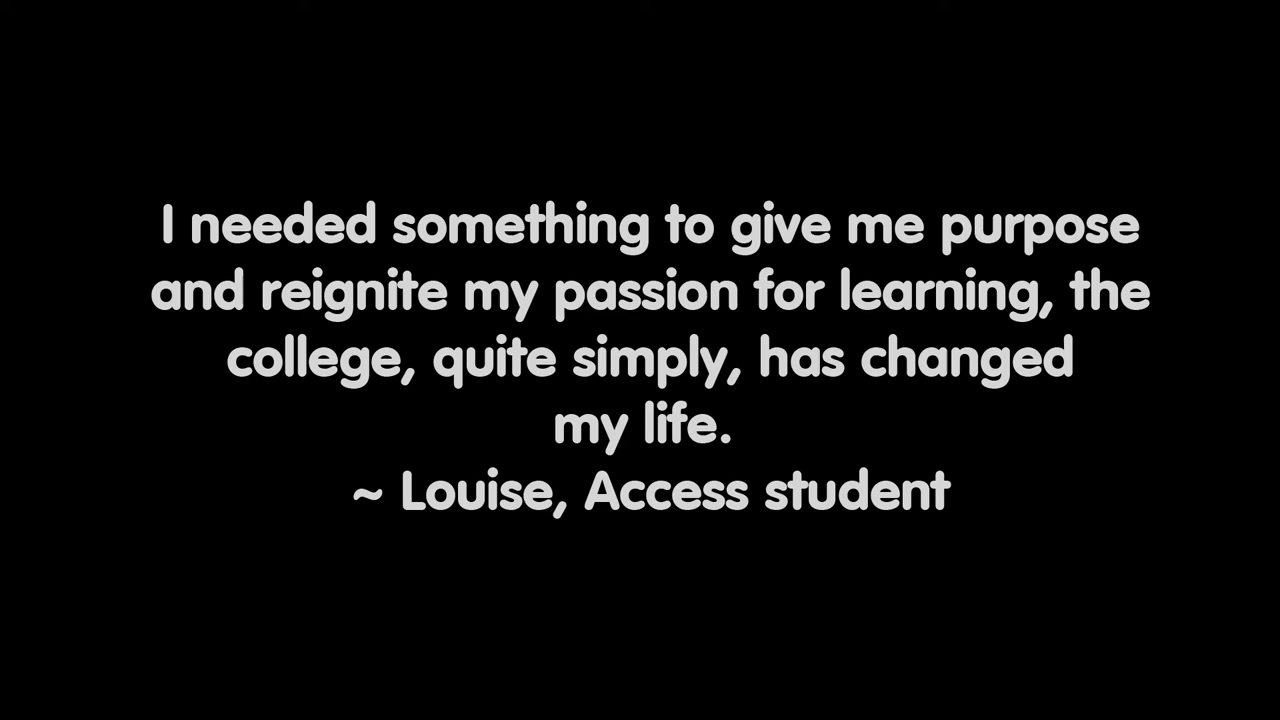 I needed something to give me purpose
and reignite my passion for learning, the
college, quite simply, has changed
my life.
~ Louise, Access student